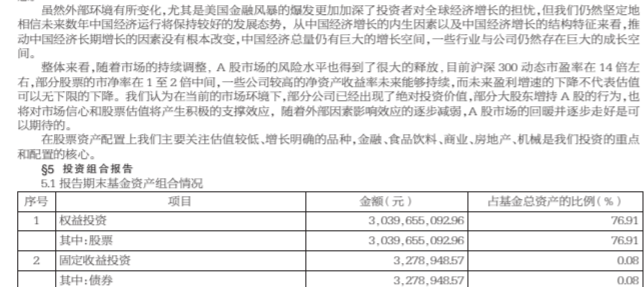 虽然外部环境有所变化,尤其是美国金融风暴的爆发更加加深了投资者对全球经济增长的担忧,但我们仍然坚定地
相信未来数年中国经济运行将保持较好的发展态势, 从中国经济增长的内生因素以及中国经济增长的结构特征来看,推
动中国经济长期增长的因素没有根本改变,中国经济总量仍有巨大的增长空间,一些行业与公司仍然存在巨大的成长空
间。
整体来看,随着市场的持续调整, A 股市场的风险水平也得到了很大的释放,目前沪深 300 动态市盈率在 14 倍左
右,部分股票的市净率在 1 至 2 倍中间,一些公司较高的净资产收益率未来能够持续,而未来盈利增速的下降不代表估值
可以无下限的下降。我们认为在当前的市场环境下,部分公司已经出现了绝对投资价值,部分大股东增持 A 股的行为,也
将对市场信心和股票估值将产生积极的支撑效应, 随着外部因素影响效应的逐步减弱,A 股市场的回暖并逐步走好是可
以期待的。
在股票资产配置上我们主要关注估值较低、增长明确的品种,金融、食品饮料、商业、房地产、机械是我们投资的重点
和配置的核心。
§5 投资组合报告
5.1 报告期末基金资产组合情况
序号 项目 金额(元) 占基金总资产的比例(%)
1 权益投资 3,039,655,092.96 76.91
其中:股票 3,039,655,092.96 76.91
2 固定收益投资 3,278,948.57 0.08
其中:债券 3,278,948.57 0.08